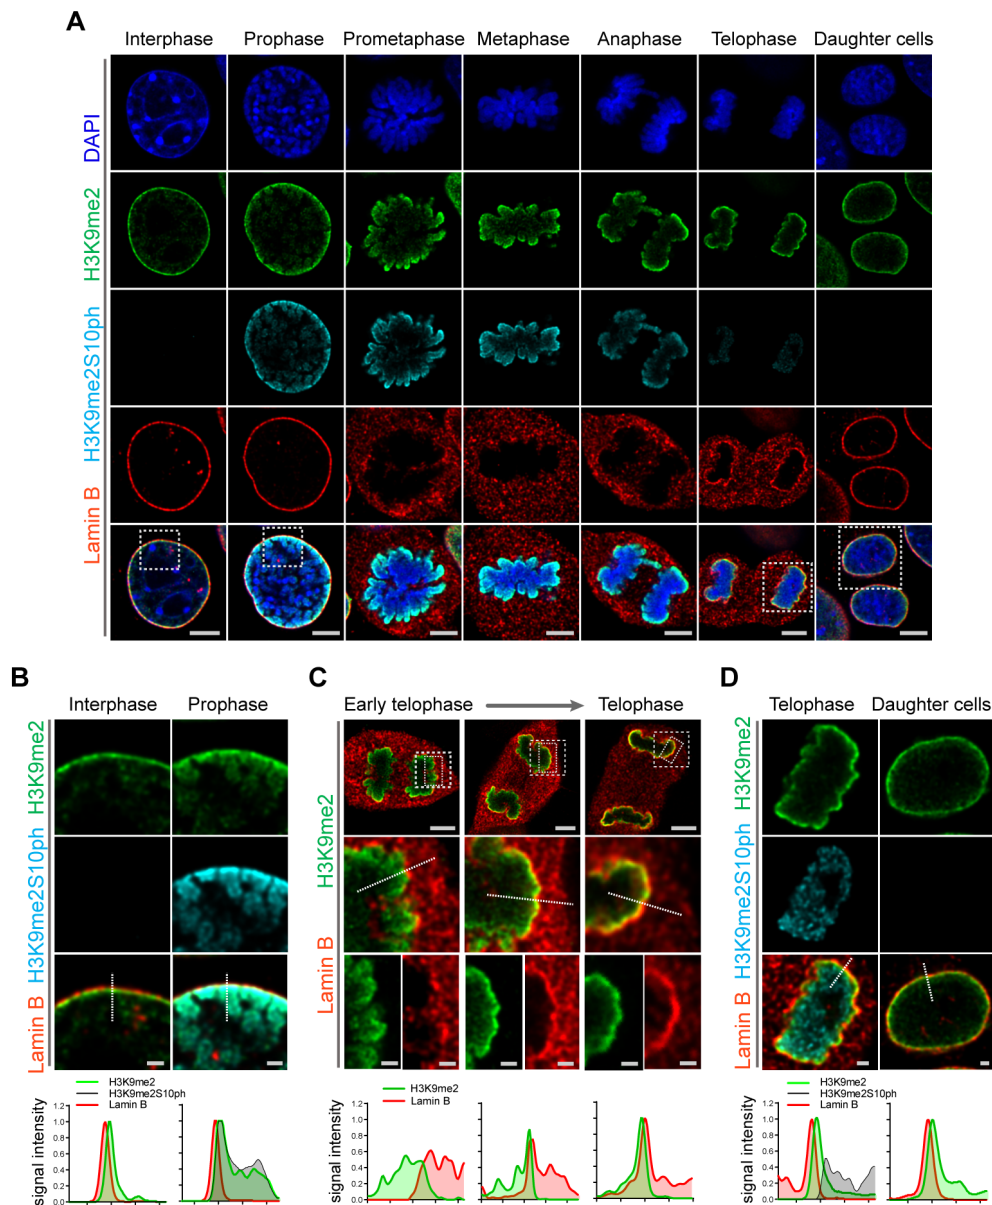 A
Interphase Prophase Prometaphase Metaphase Anaphase Telophase Daughter cells
DAPI
H3K9me2
H3K9me2S10ph
Lamin B
B
Interphase Prophase
H3K9me2
H3K9me2S10ph
Lamin B
H3K9me2
H3K9me2S10ph
Lamin B
signal intensity
1.2
1.0
0.8
0.6
0.4
0.2
0
C
Early telophase Telophase
H3K9me2
Lamin B
H3K9me2
Lamin B
signal intensity
1.2
1.0
0.8
0.6
0.4
0.2
0
D
Telophase Daughter cells
H3K9me2
H3K9me2S10ph
Lamin B
H3K9me2
H3K9me2S10ph
Lamin B
signal intensity
1.2
1.0
0.8
0.6
0.4
0.2
0